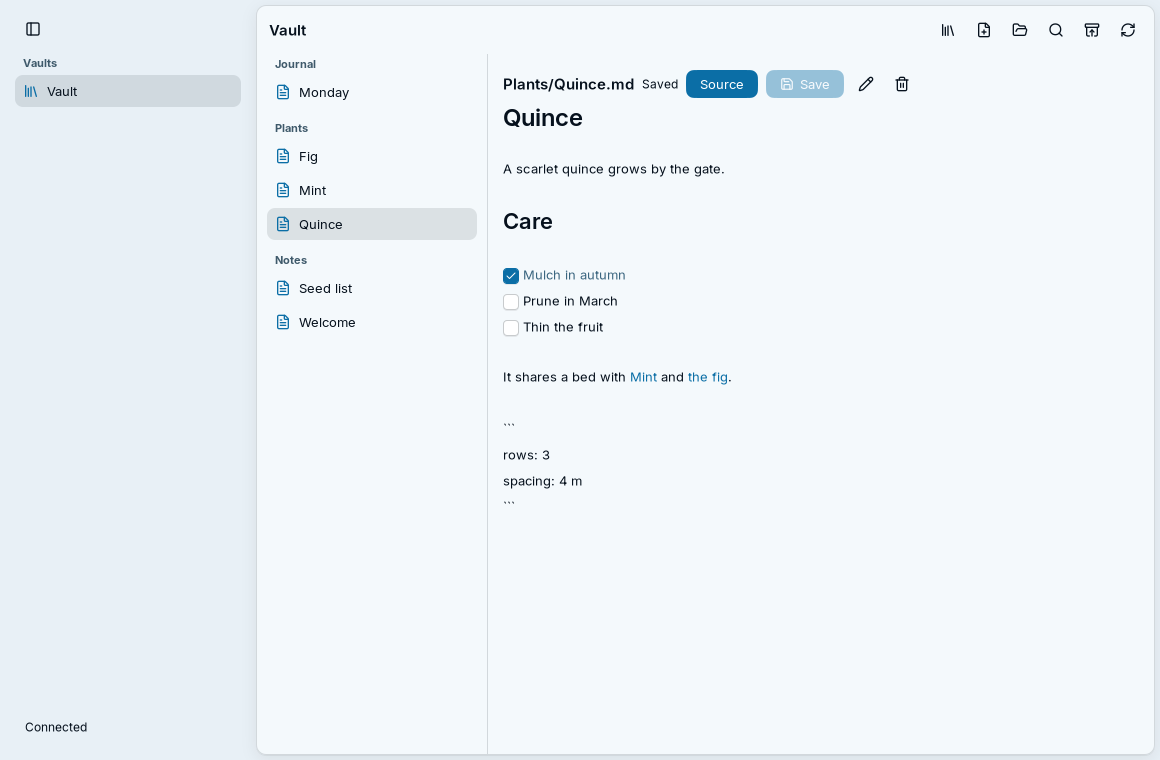 Vault
Vaults
Vault
Connected
Journal
Monday
Plants
Fig
Mint
Quince
Notes
Seed list
Welcome
Plants/Quince.md Saved Source Save
Quince
A scarlet quince grows by the gate.
Care
Mulch in autumn
Prune in March
Thin the fruit
It shares a bed with Mint and the fig.
```
rows: 3
spacing: 4 m
```